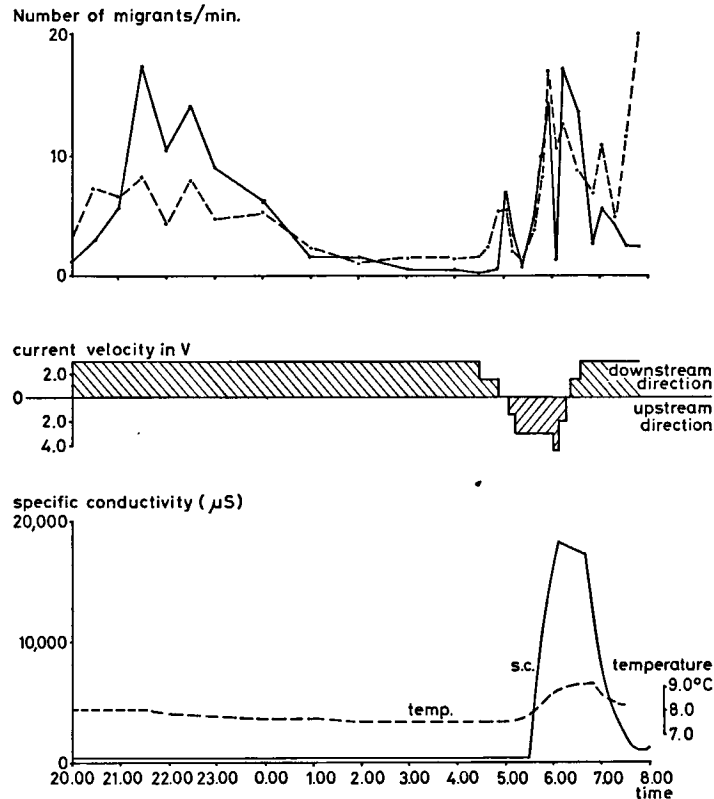 Number of migrants/min.
20
10
0
current velocity in V
2.0
0
2.0
4.0
downstream
direction
upstream
direction
specific conductivity (µS)
20,000
10,000
0
s.c.
temperature
temp.
9.0°C
8.0
7.0
20.00 21.00 22.00 23.00 0.00 1.00 2.00 3.00 4.00 5.00 6.00 7.00 8.00
time